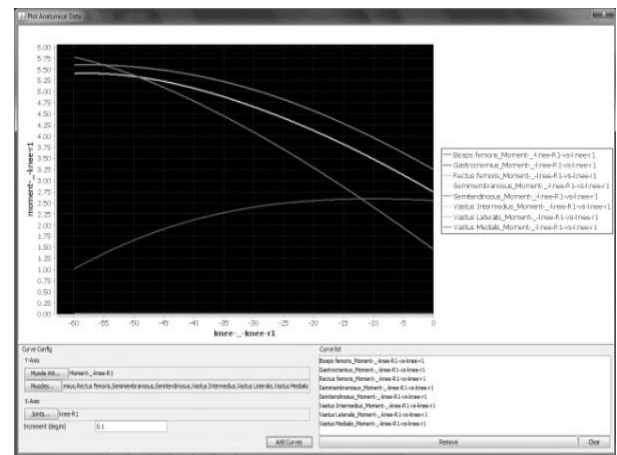 Plot Anatomical Data
6.00
5.75
5.50
5.25
5.00
4.75
4.50
4.25
4.00
3.75
3.50
3.25
3.00
2.75
2.50
2.25
2.00
1.75
1.50
1.25
1.00
0.75
0.50
0.25
0.00
moment-_-knee-r1
-60 -55 -50 -45 -40 -35 -30 -25 -20 -15 -10 -5 0
knee-_-knee-r1
Biceps femoris_Moment-_-knee-R1-vs-knee-r1
Gastrocnemius_Moment-_-knee-R1-vs-knee-r1
Rectus femoris_Moment-_-knee-R1-vs-knee-r1
Semimembranosus_Moment-_-knee-R1-vs-knee-r1
Semitendinosus_Moment-_-knee-R1-vs-knee-r1
Vastus Intermedius_Moment-_-knee-R1-vs-knee-r1
Vastus Lateralis_Moment-_-knee-R1-vs-knee-r1
Vastus Medialis_Moment-_-knee-R1-vs-knee-r1
Curve Config
Y-Axis
Muscle Att... Moment-_-knee-R1
Muscles... mius,Rectus femoris,Semimembranosus,Semitendinosus,Vastus Intermedius,Vastus Lateralis,Vastus Medialis
X-Axis
Joints... knee-R1
Increment (deg/m) 0.1
Add Curves
Curve list
Biceps femoris_Moment-_-knee-R1-vs-knee-r1
Gastrocnemius_Moment-_-knee-R1-vs-knee-r1
Rectus femoris_Moment-_-knee-R1-vs-knee-r1
Semimembranosus_Moment-_-knee-R1-vs-knee-r1
Semitendinosus_Moment-_-knee-R1-vs-knee-r1
Vastus Intermedius_Moment-_-knee-R1-vs-knee-r1
Vastus Lateralis_Moment-_-knee-R1-vs-knee-r1
Vastus Medialis_Moment-_-knee-R1-vs-knee-r1
Remove Clear